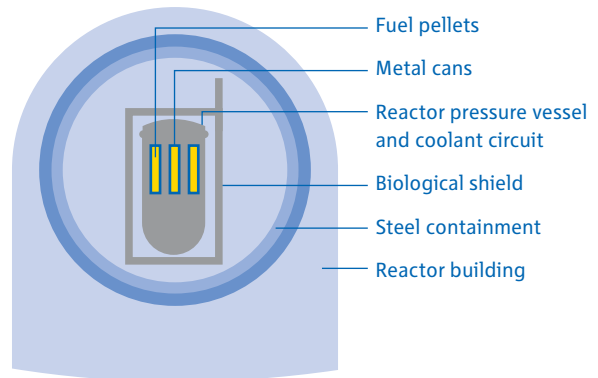 Fuel pellets
Metal cans
Reactor pressure vessel
and coolant circuit
Biological shield
Steel containment
Reactor building